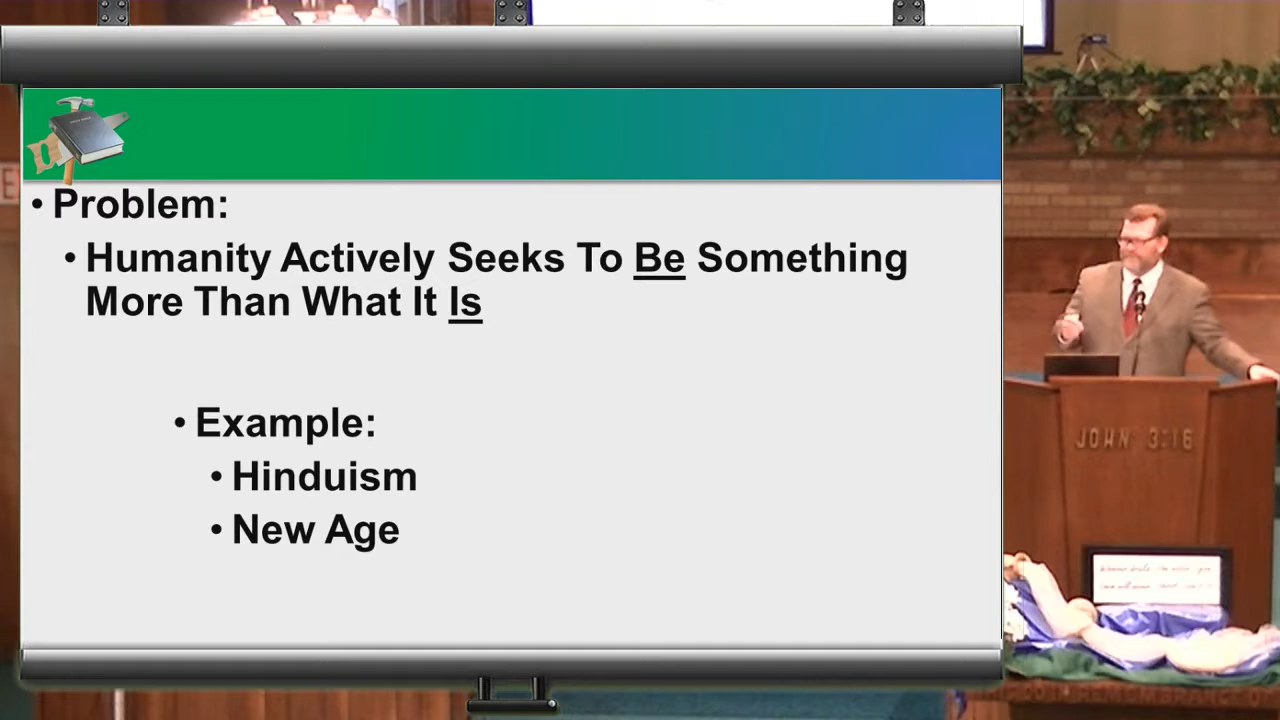 • Problem:
• Humanity Actively Seeks To Be Something
More Than What It Is
• Example:
• Hinduism
• New Age
JOHN 3:16